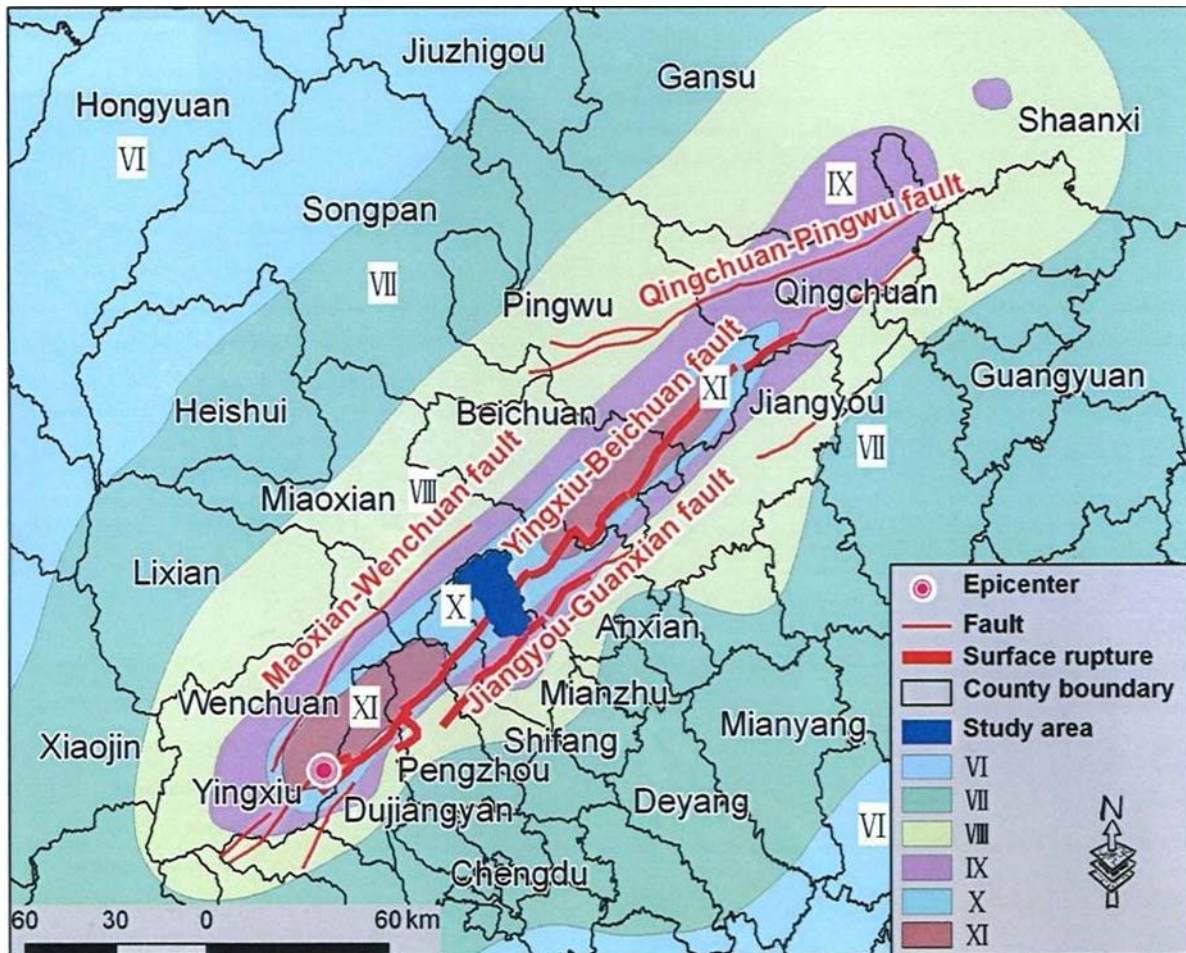 Jiuzhigou
Gansu
Hongyuan
Shaanxi
VI
IX
Songpan
Qingchuan-Pingwu fault
VII
Qingchuan
Pingwu
XI
Guangyuan
Heishui
Beichuan
Yingxiu-Beichuan fault
Jiangyou
VII
Miaoxian
VIII
Maoxian-Wenchuan fault
Lixian
X
Jiangyou-Guanxian fault
Anxian
Wenchuan
XI
Mianzhu
Mianyang
Xiaojin
Shifang
Yingxiu
Pengzhou
Deyang
Dujiangyan
VI
Chengdu
Epicenter
Fault
Surface rupture
County boundary
Study area
VI
VII
VIII
IX
X
XI
N
60 30 0 60 km